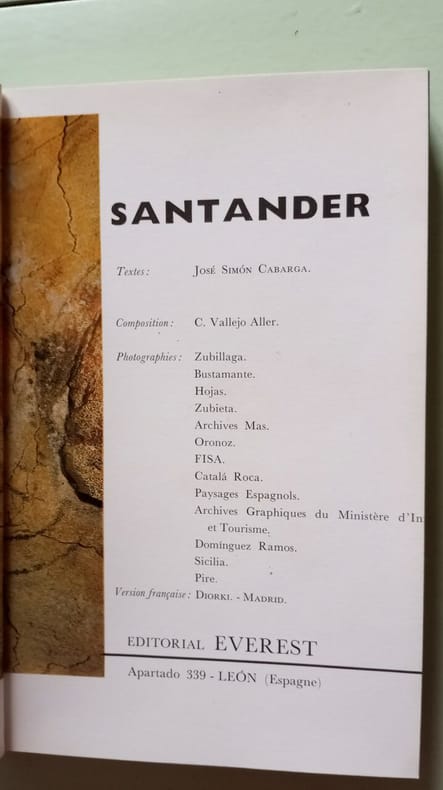 SANTANDER
Textes: JOSÉ SIMÓN CABARGA.
Composition: C. Vallejo Aller.
Photographies: Zubillaga.
Bustamante.
Hojas.
Zubieta.
Archives Mas.
Oronoz.
FISA.
Catalá Roca.
Paysages Espagnols.
Archives Graphiques du Ministère
et Tourisme.
Domínguez Ramos.
Sicilia.
Pire.
Version française: DIORKI. - MADRID.
EDITORIAL EVEREST
Apartado 339 - LEÓN (Espagne)